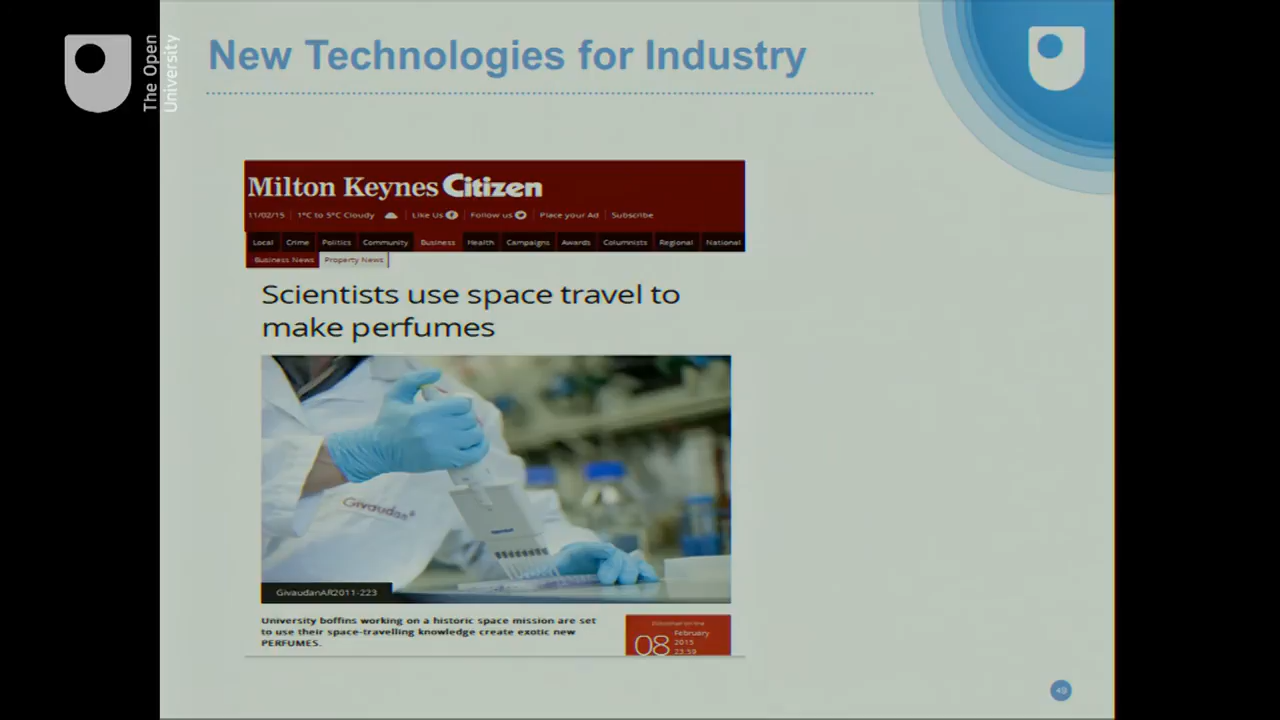 The Open
University
New Technologies for Industry
Milton Keynes Citizen
11/02/15 1°C to 5°C Cloudy Like Us Follow us Place your Ad Subscribe
Local Crime Politics Community Business Health Campaigns Awards Columnists Regional National
Business News Property News
Scientists use space travel to
make perfumes
Givaudan
GivaudanAR2011-223
University boffins working on a historic space mission are set
to use their space-travelling knowledge create exotic new
PERFUMES.
08 February
2015
23:59
49